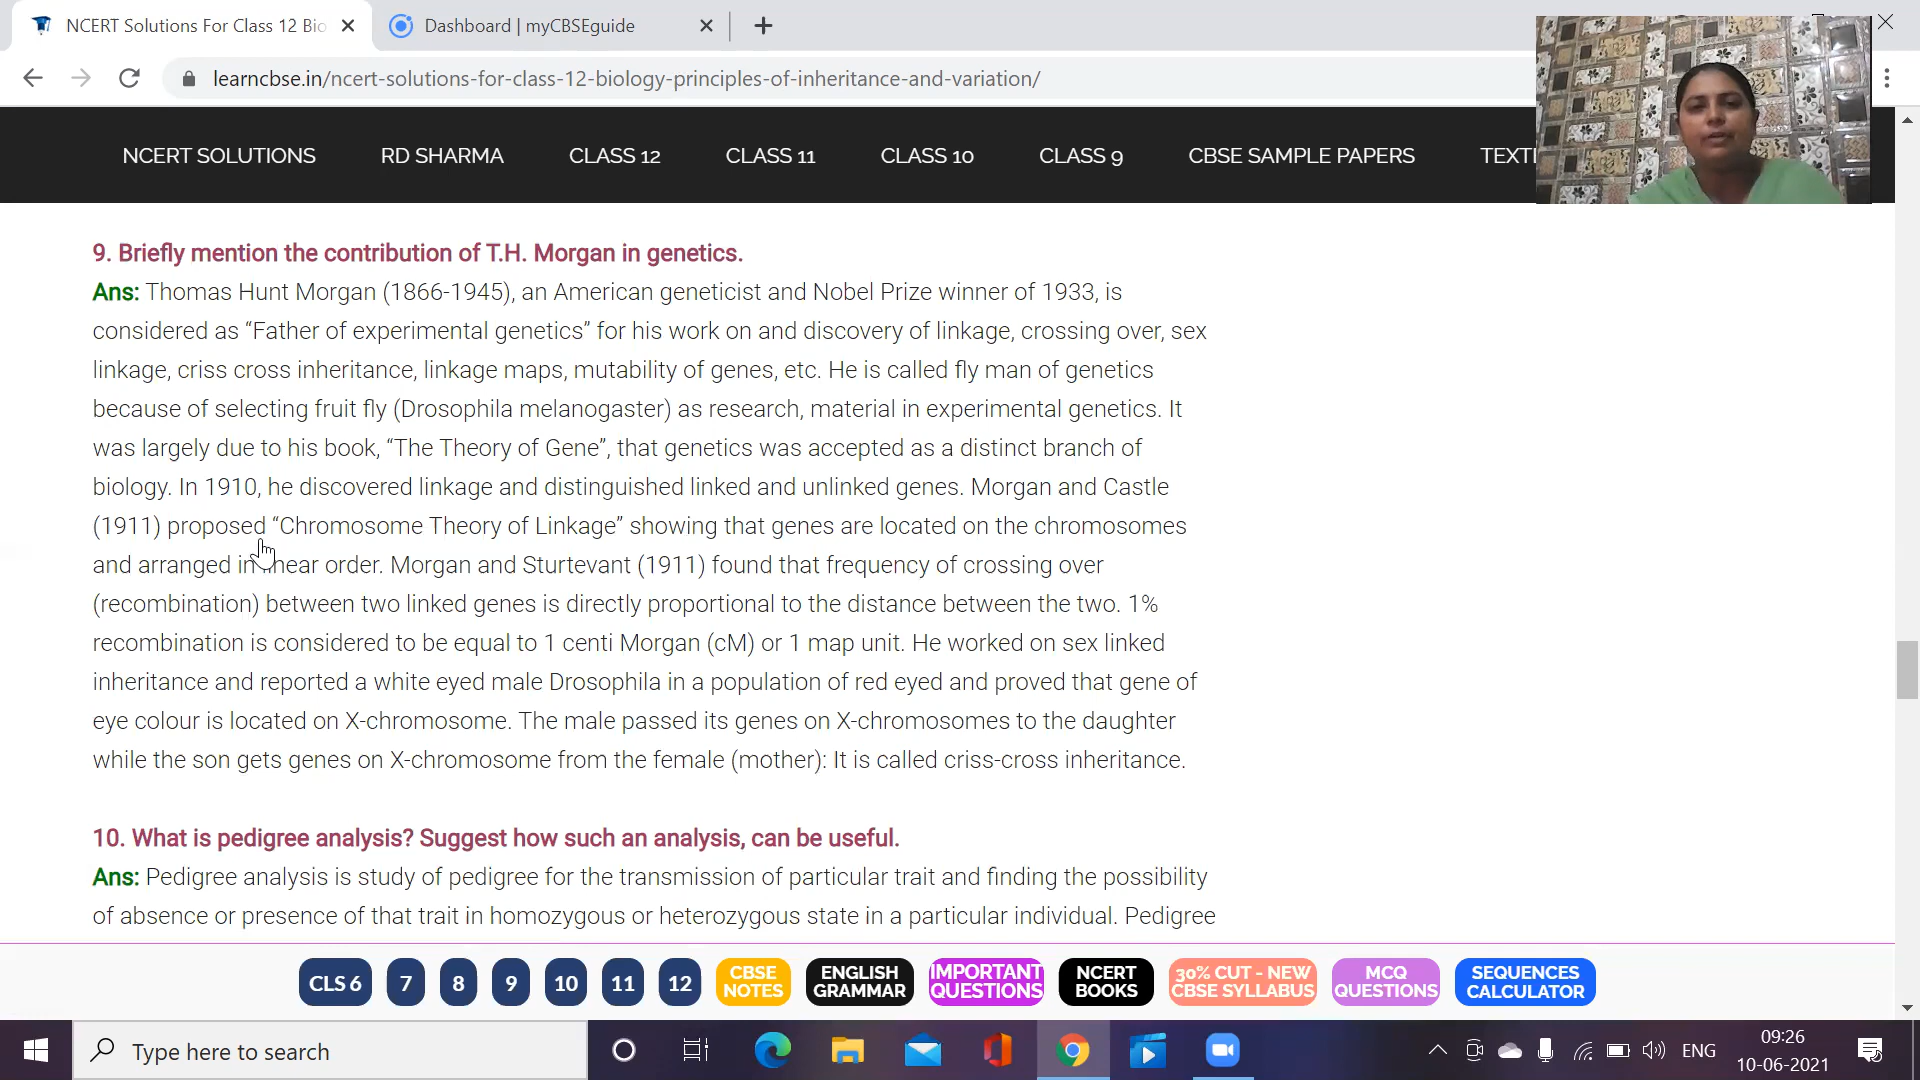 NCERT Solutions For Class 12 Bio
Dashboard | myCBSEguide
learncbse.in/ncert-solutions-for-class-12-biology-principles-of-inheritance-and-variation/
NCERT SOLUTIONS RD SHARMA CLASS 12 CLASS 11 CLASS 10 CLASS 9 CBSE SAMPLE PAPERS
9. Briefly mention the contribution of T.H. Morgan in genetics.
Ans: Thomas Hunt Morgan (1866-1945), an American geneticist and Nobel Prize winner of 1933, is
considered as “Father of experimental genetics” for his work on and discovery of linkage, crossing over, sex
linkage, criss cross inheritance, linkage maps, mutability of genes, etc. He is called fly man of genetics
because of selecting fruit fly (Drosophila melanogaster) as research, material in experimental genetics. It
was largely due to his book, “The Theory of Gene”, that genetics was accepted as a distinct branch of
biology. In 1910, he discovered linkage and distinguished linked and unlinked genes. Morgan and Castle
(1911) proposed “Chromosome Theory of Linkage” showing that genes are located on the chromosomes
and arranged in linear order. Morgan and Sturtevant (1911) found that frequency of crossing over
(recombination) between two linked genes is directly proportional to the distance between the two. 1%
recombination is considered to be equal to 1 centi Morgan (cM) or 1 map unit. He worked on sex linked
inheritance and reported a white eyed male Drosophila in a population of red eyed and proved that gene of
eye colour is located on X-chromosome. The male passed its genes on X-chromosomes to the daughter
while the son gets genes on X-chromosome from the female (mother): It is called criss-cross inheritance.
10. What is pedigree analysis? Suggest how such an analysis, can be useful.
Ans: Pedigree analysis is study of pedigree for the transmission of particular trait and finding the possibility
of absence or presence of that trait in homozygous or heterozygous state in a particular individual. Pedigree
CLS 6 7 8 9 10 11 12
CBSE NOTES
ENGLISH GRAMMAR
IMPORTANT QUESTIONS
NCERT BOOKS
30% CUT - NEW CBSE SYLLABUS
MCQ QUESTIONS
SEQUENCES CALCULATOR
Type here to search
ENG
09:26
10-06-2021